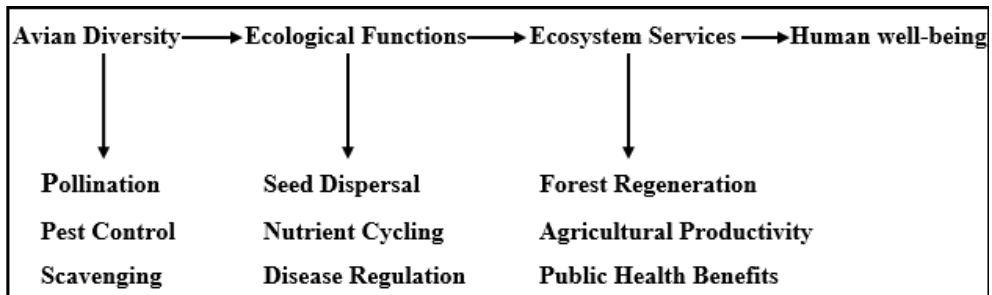 Avian Diversity Ecological Functions Ecosystem Services Human well-being
Pollination Seed Dispersal Forest Regeneration
Pest Control Nutrient Cycling Agricultural Productivity
Scavenging Disease Regulation Public Health Benefits